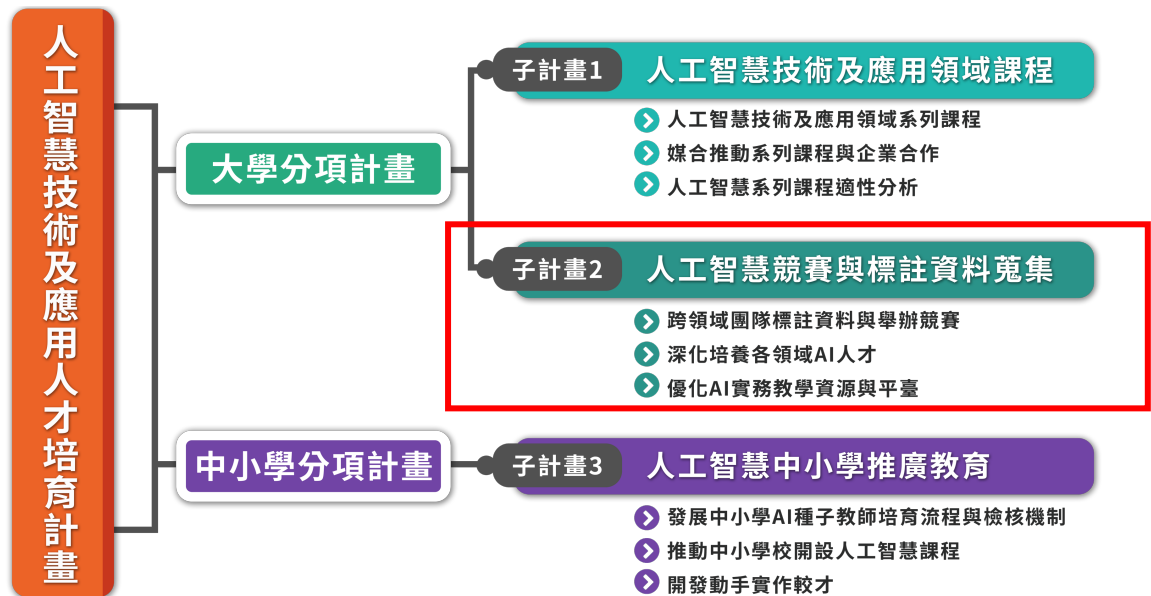 人工智慧技術及應用人才培育計畫
大學分項計畫
子計畫1
人工智慧技術及應用領域課程
人工智慧技術及應用領域系列課程
媒合推動系列課程與企業合作
人工智慧系列課程適性分析
子計畫2
人工智慧競賽與標註資料蒐集
跨領域團隊標註資料與舉辦競賽
深化培養各領域AI人才
優化AI實務教學資源與平臺
中小學分項計畫
子計畫3
人工智慧中小學推廣教育
發展中小學AI種子教師培育流程與檢核機制
推動中小學校開設人工智慧課程
開發動手實作較才